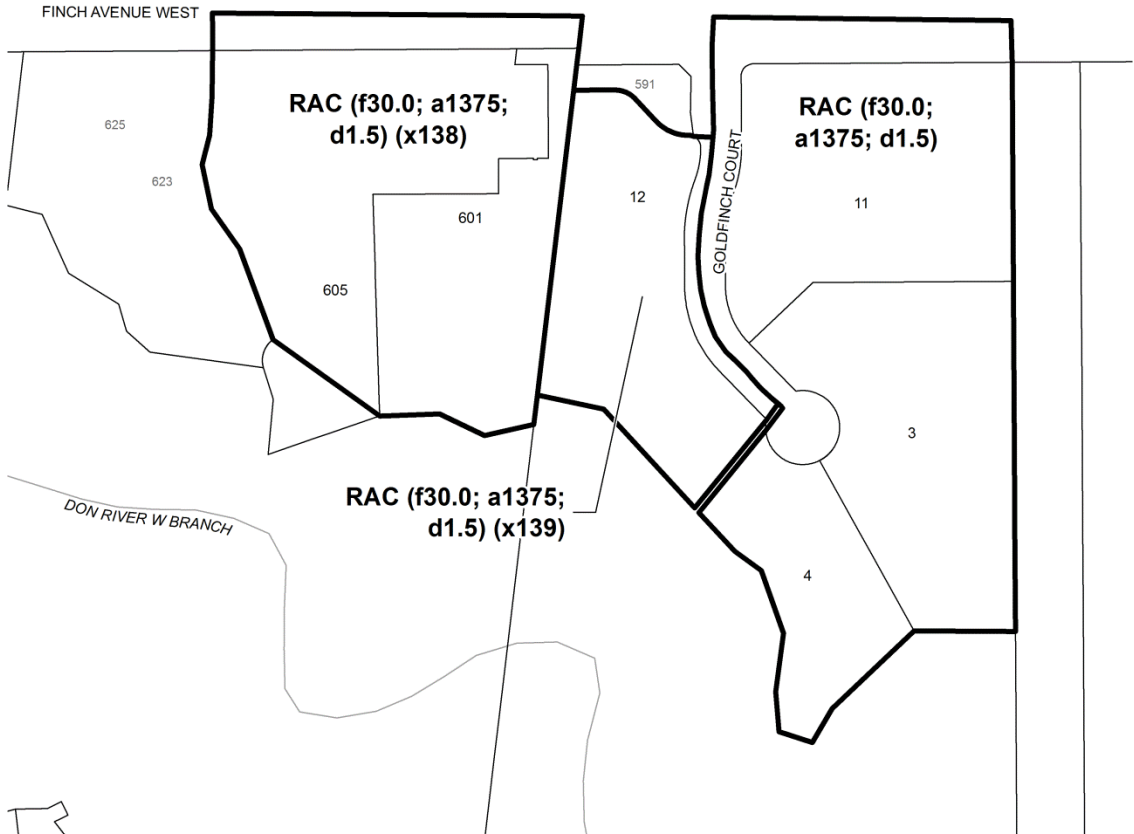 FINCH AVENUE WEST
RAC (f30.0; a1375;
d1.5) (x138)
591
RAC (f30.0;
a1375; d1.5)
625
623
12
GOLDFINCH COURT
11
601
605
3
RAC (f30.0; a1375;
d1.5) (x139)
DON RIVER W BRANCH
4